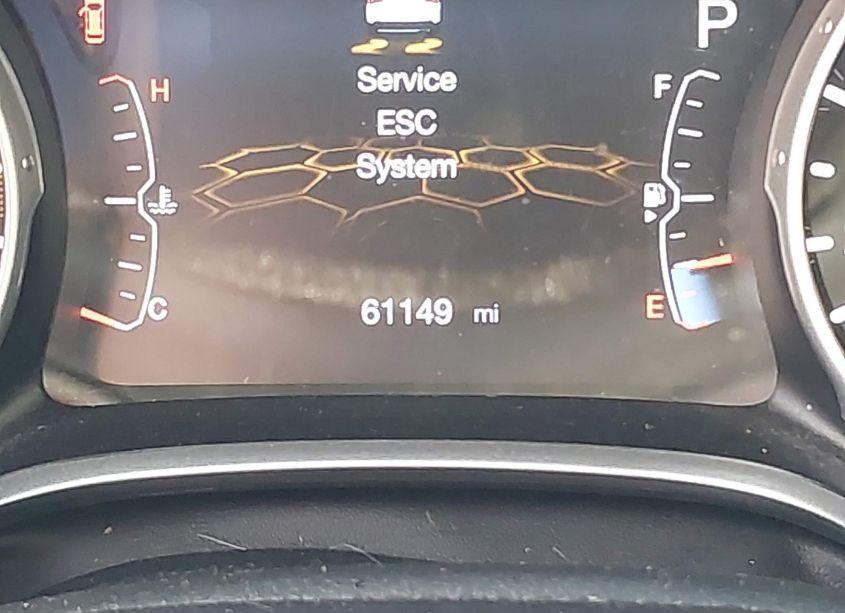 P
H
Service
F
ESC
System
61149 mi
E
C